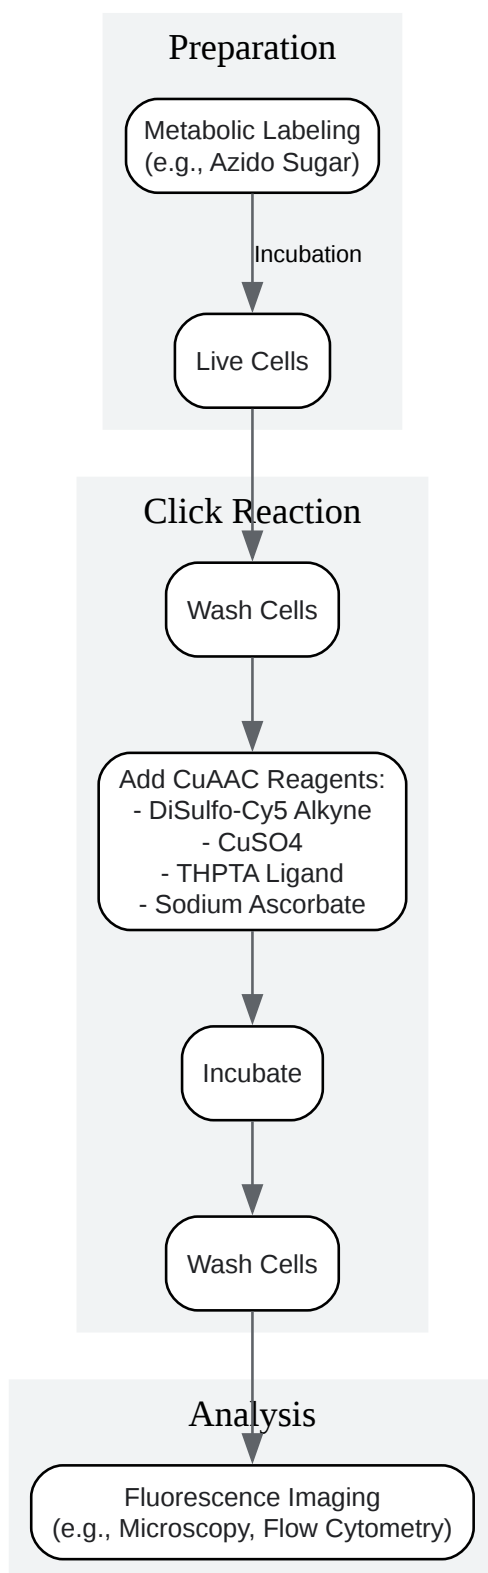 Preparation
Metabolic Labeling
(e.g., Azido Sugar)
Incubation
Live Cells
Click Reaction
Wash Cells
Add CuAAC Reagents:
- DiSulfo-Cy5 Alkyne
- CuSO4
- THPTA Ligand
- Sodium Ascorbate
Incubate
Wash Cells
Analysis
Fluorescence Imaging
(e.g., Microscopy, Flow Cytometry)